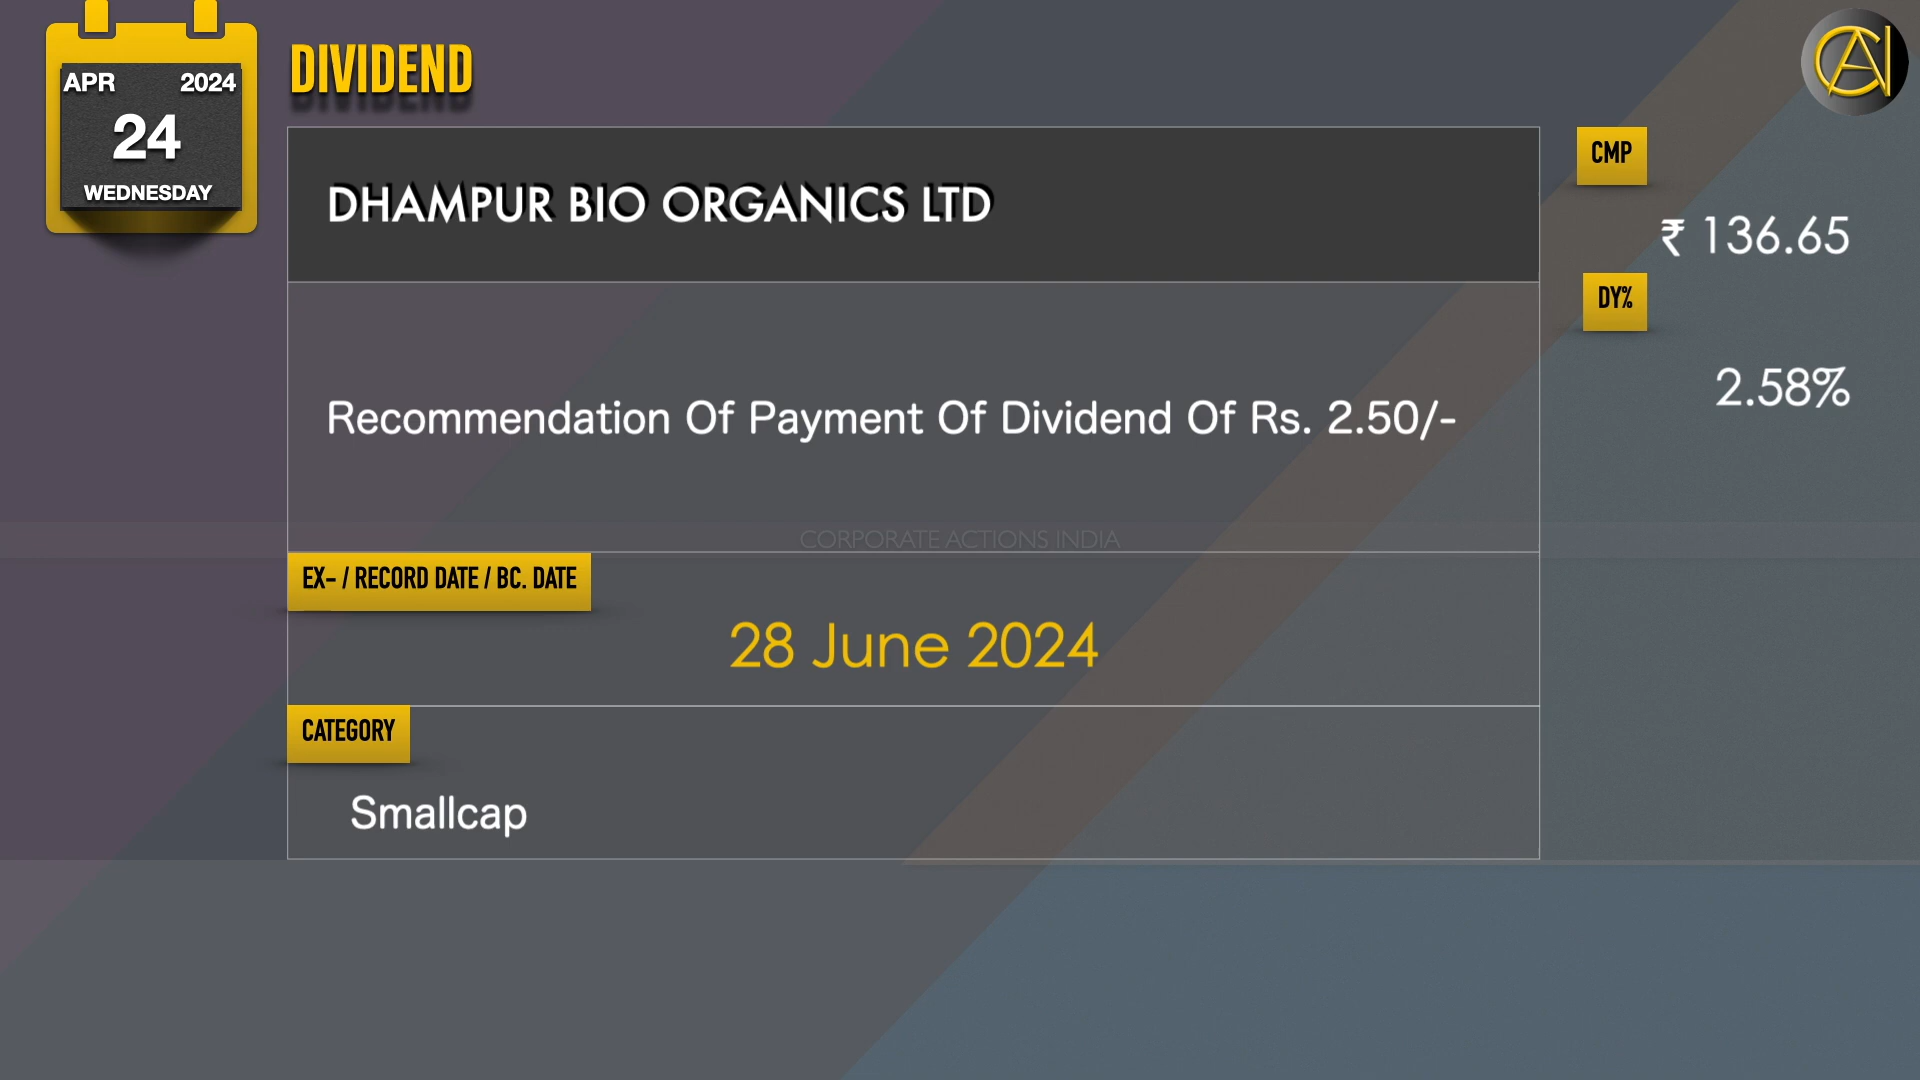 APR 2024
24
WEDNESDAY
DIVIDEND
CAI
DHAMPUR BIO ORGANICS LTD
CMP
₹ 136.65
DY%
2.58%
Recommendation Of Payment Of Dividend Of Rs. 2.50/-
CORPORATE ACTIONS INDIA
EX- / RECORD DATE / BC. DATE
28 June 2024
CATEGORY
Smallcap